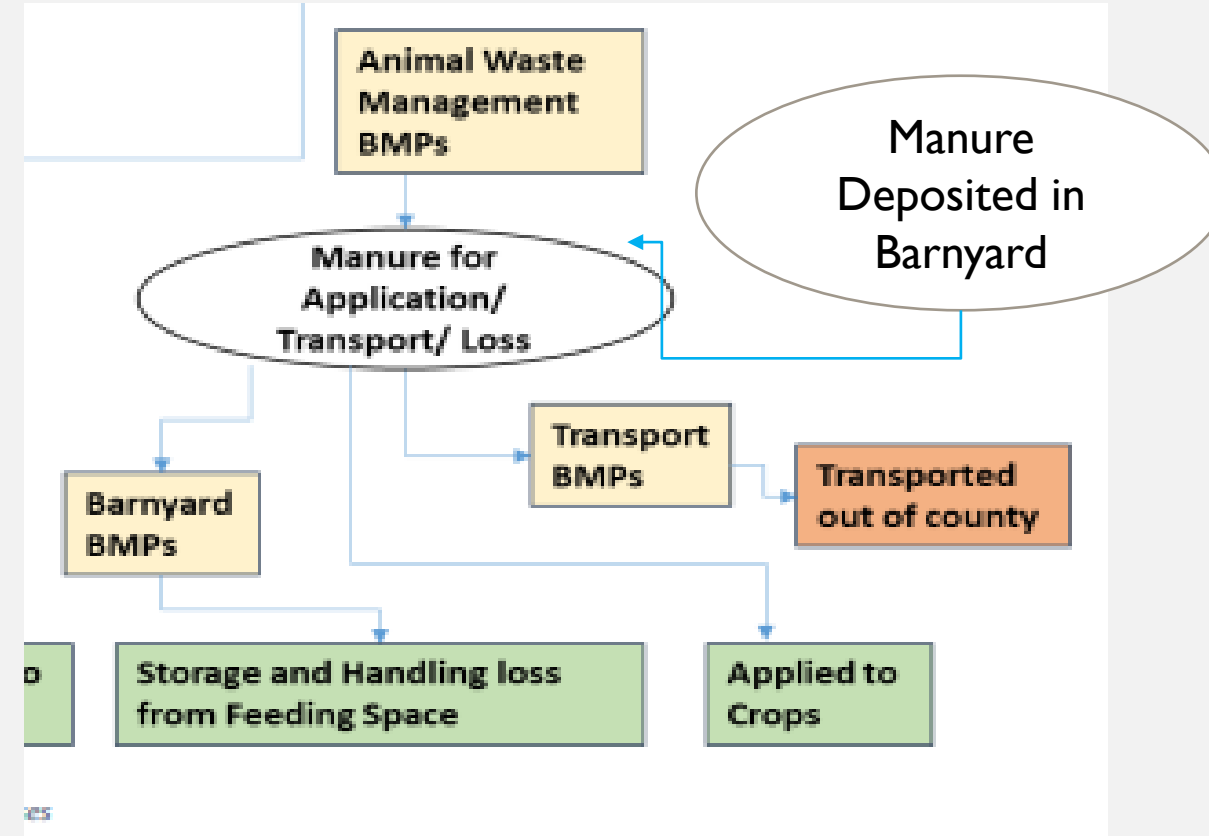 Animal Waste
Management
BMPs
Manure
Deposited in
Barnyard
Manure for
Application/
Transport/ Loss
Transport
BMPs
Transported
out of county
Barnyard
BMPs
Storage and Handling loss
from Feeding Space
Applied to
Crops